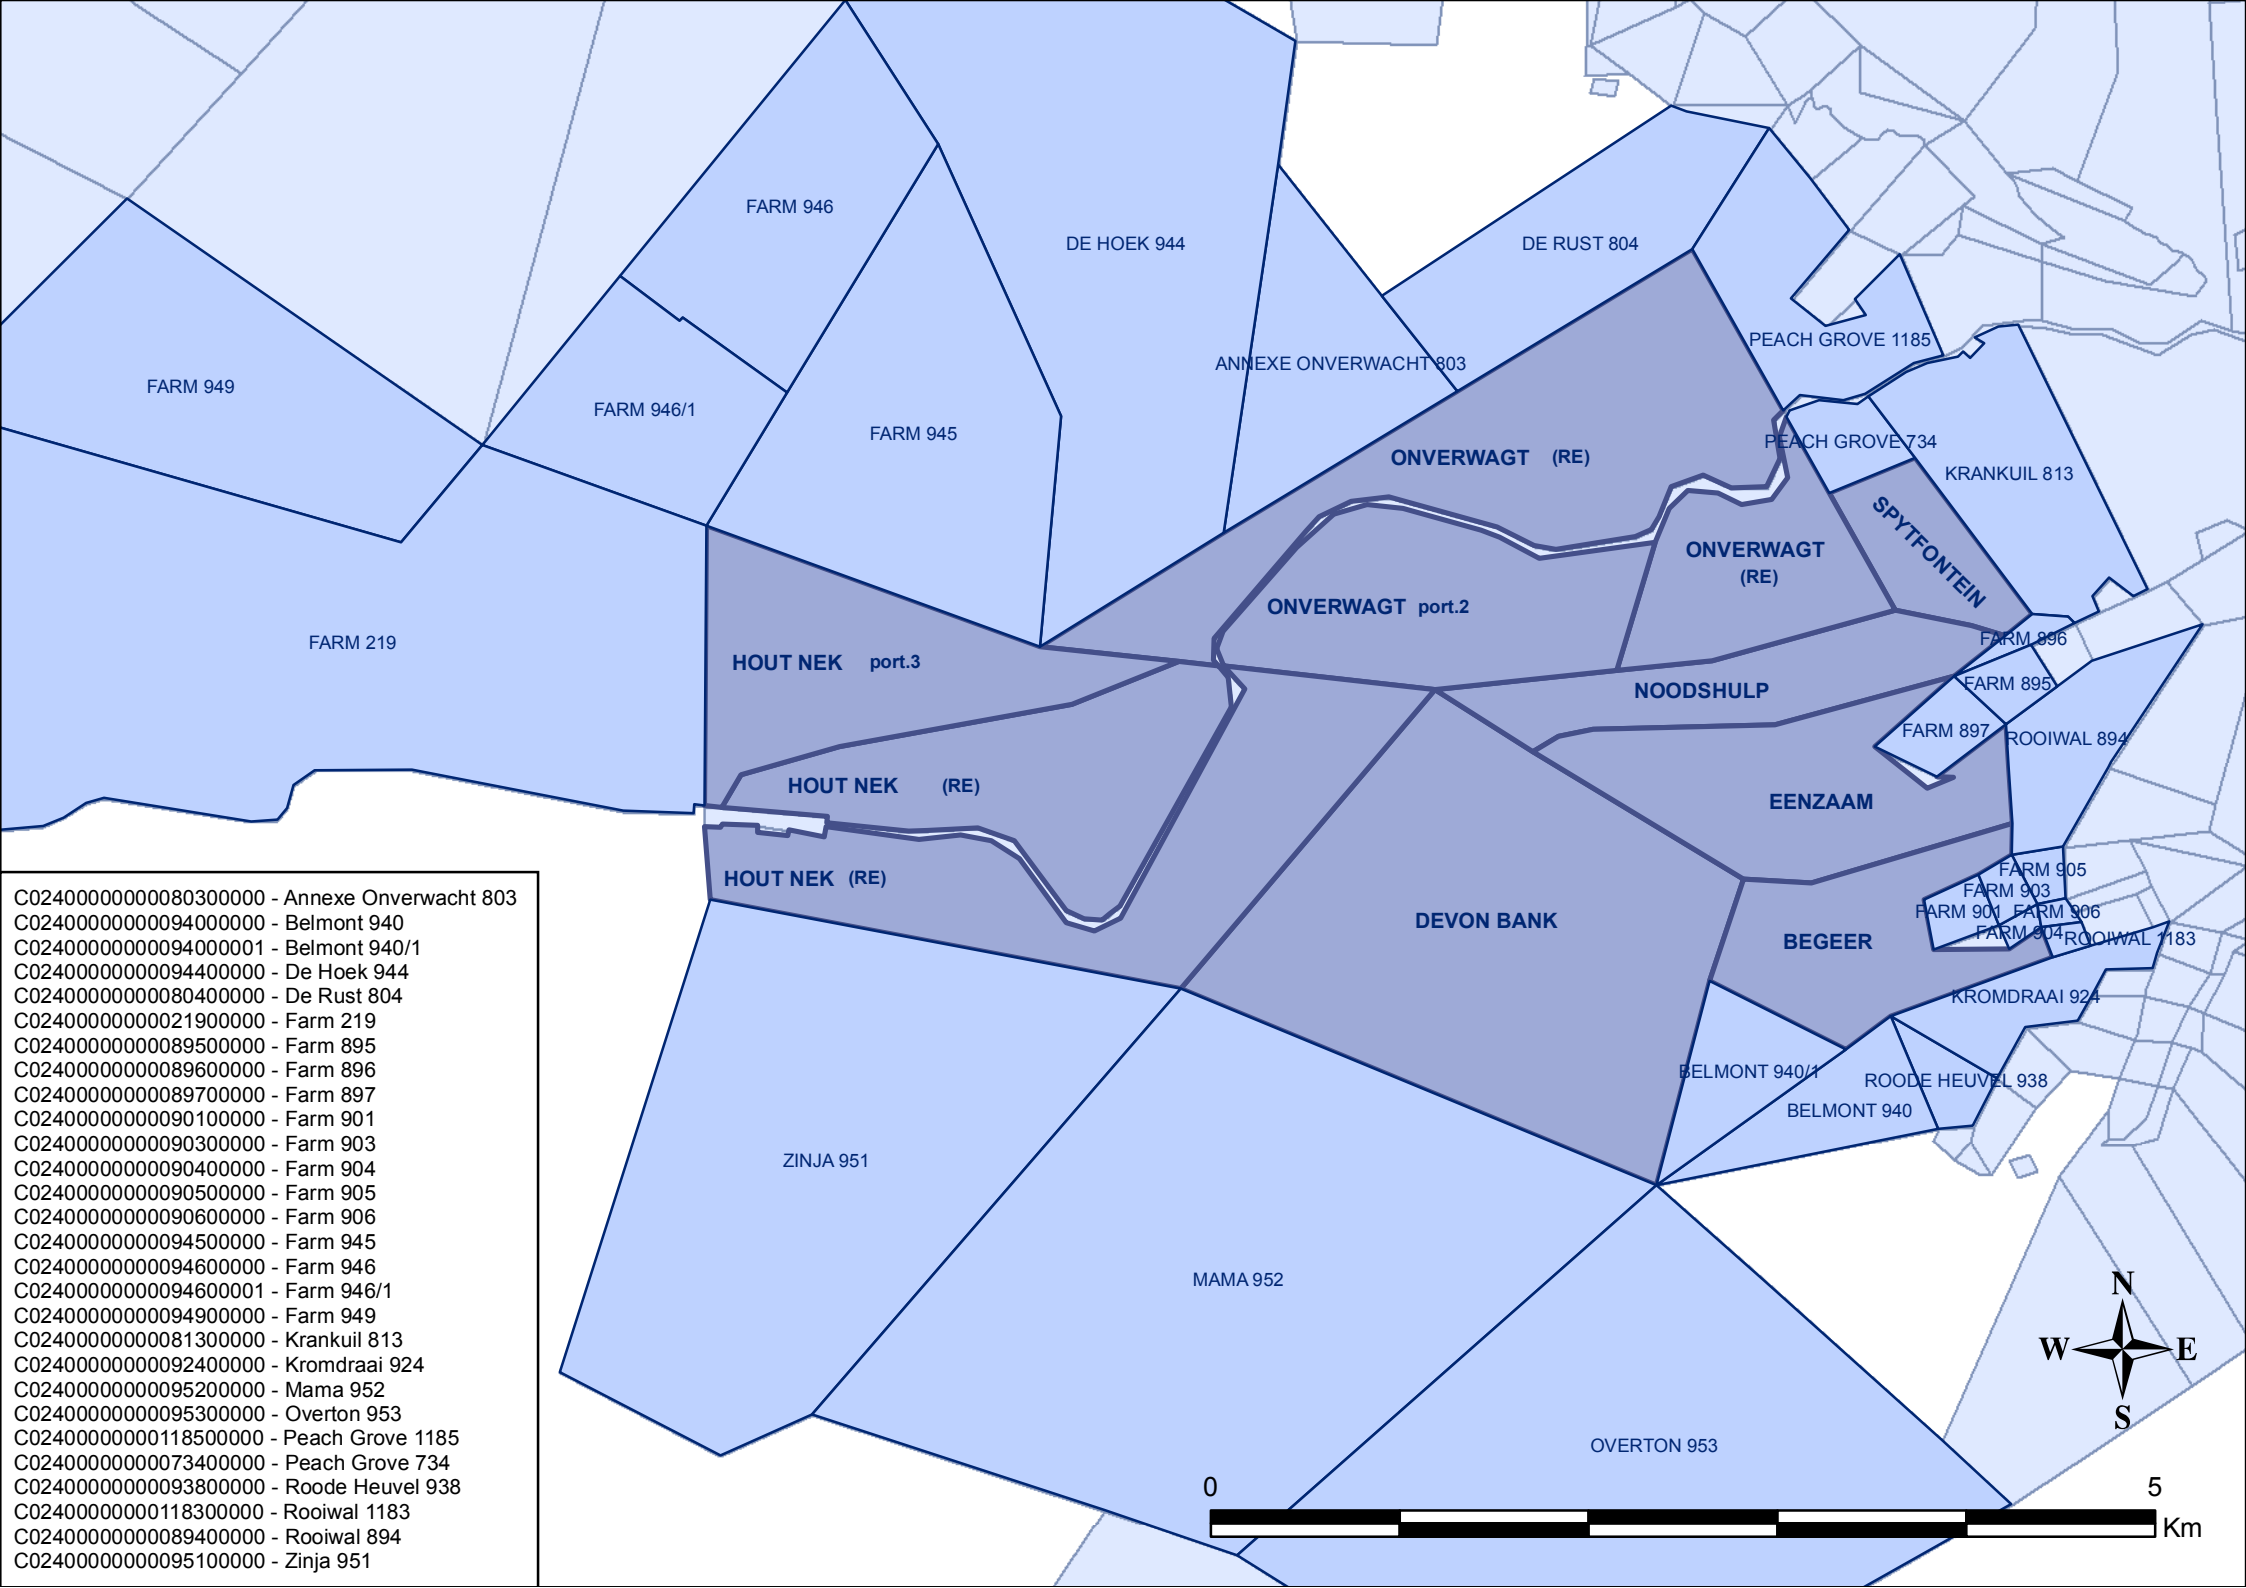 FARM 946
DE HOEK 944
DE RUST 804
PEACH GROVE 1185
ANNEXE ONVERWACHT 803
FARM 949
FARM 946/1
FARM 945
PEACH GROVE 734
ONVERWAGT (RE)
KRANKUIL 813
SPYTFONTEIN
ONVERWAGT
(RE)
ONVERWAGT port.2
FARM 219
FARM 896
HOUT NEK port.3
FARM 895
NOODSHULP
FARM 897
ROOIWAL 894
HOUT NEK (RE)
EENZAAM
FARM 905
HOUT NEK (RE)
FARM 903
FARM 901
FARM 906
DEVON BANK
FARM 904
ROOIWAL 1183
BEGEER
KROMDRAAI 924
BELMONT 940/1
ROODE HEUVEL 938
BELMONT 940
ZINJA 951
MAMA 952
OVERTON 953
N
W
E
S
0
5
Km
C02400000000080300000 - Annexe Onverwacht 803
C02400000000094000000 - Belmont 940
C02400000000094000001 - Belmont 940/1
C02400000000094400000 - De Hoek 944
C02400000000080400000 - De Rust 804
C02400000000021900000 - Farm 219
C02400000000089500000 - Farm 895
C02400000000089600000 - Farm 896
C02400000000089700000 - Farm 897
C02400000000090100000 - Farm 901
C02400000000090300000 - Farm 903
C02400000000090400000 - Farm 904
C02400000000090500000 - Farm 905
C02400000000090600000 - Farm 906
C02400000000094500000 - Farm 945
C02400000000094600000 - Farm 946
C02400000000094600001 - Farm 946/1
C02400000000094900000 - Farm 949
C02400000000081300000 - Krankuil 813
C02400000000092400000 - Kromdraai 924
C02400000000095200000 - Mama 952
C02400000000095300000 - Overton 953
C02400000000118500000 - Peach Grove 1185
C02400000000073400000 - Peach Grove 734
C02400000000093800000 - Roode Heuvel 938
C02400000000118300000 - Rooiwal 1183
C02400000000089400000 - Rooiwal 894
C02400000000095100000 - Zinja 951